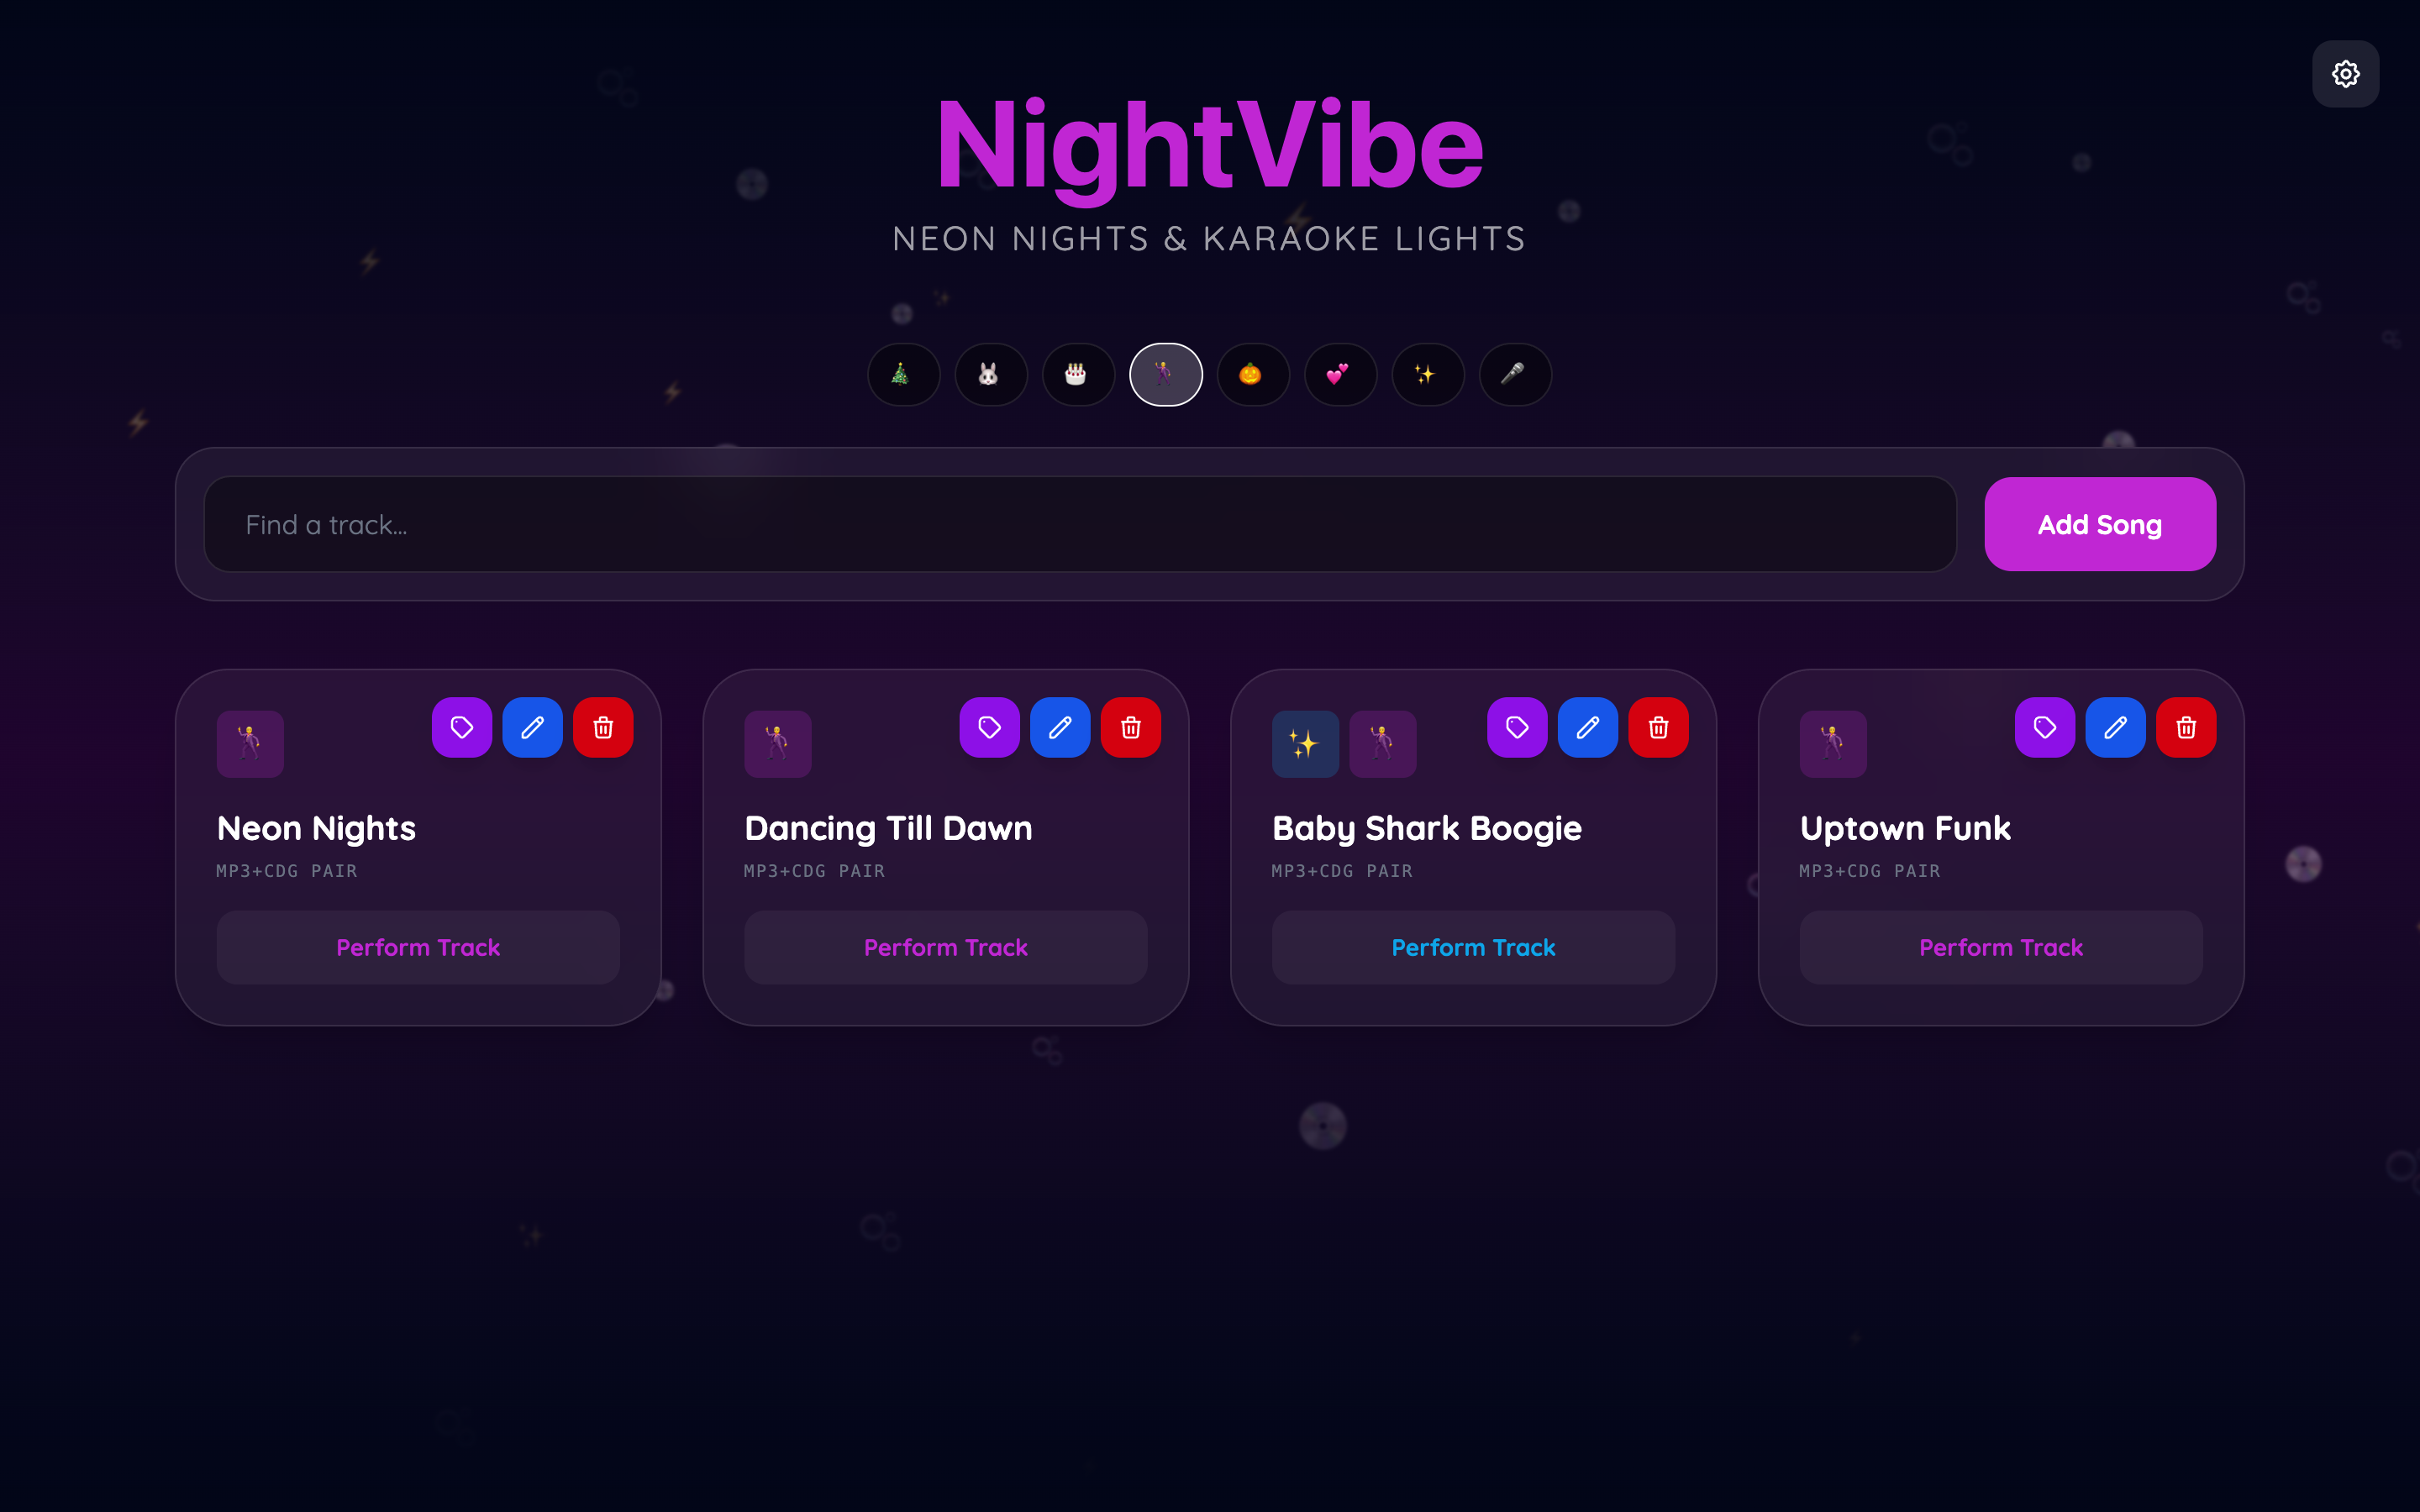 NightVibe
NEON NIGHTS & KARAOKE LIGHTS
Find a track...
Add Song
Neon Nights
MP3+CDG PAIR
Perform Track
Dancing Till Dawn
MP3+CDG PAIR
Perform Track
Baby Shark Boogie
MP3+CDG PAIR
Perform Track
Uptown Funk
MP3+CDG PAIR
Perform Track